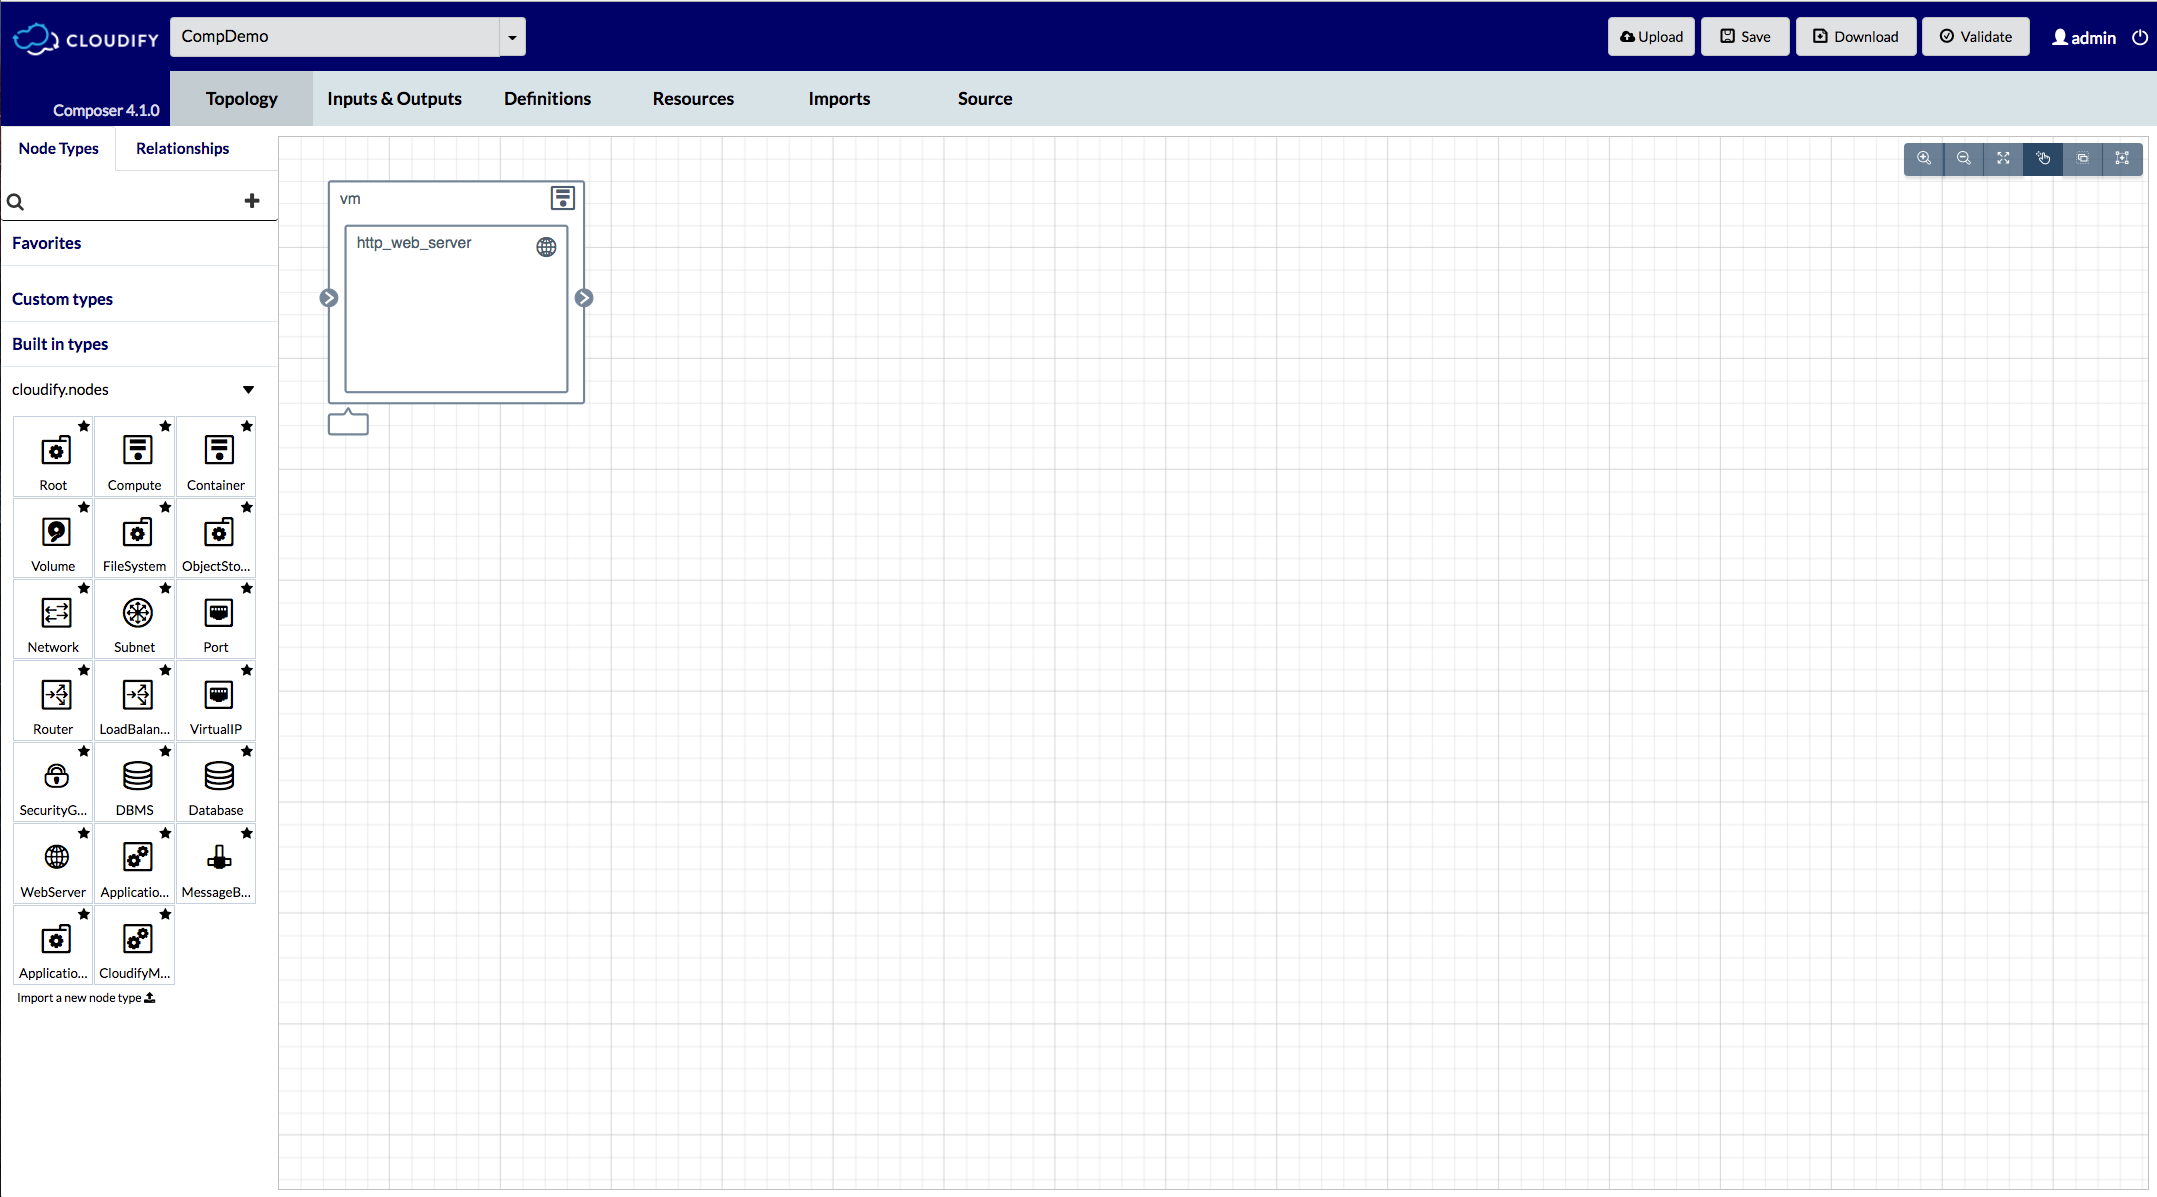 CLOUDIFY
CompDemo
Upload
Save
Download
Validate
admin
Composer 4.1.0
Topology
Inputs & Outputs
Definitions
Resources
Imports
Source
Node Types
Relationships
vm
http_web_server
Favorites
Custom types
Built in types
cloudify.nodes
Root
Compute
Container
Volume
FileSystem
ObjectSto...
Network
Subnet
Port
Router
LoadBalan...
VirtualIP
SecurityG...
DBMS
Database
WebServer
Applicatio...
MessageB...
Applicatio...
CloudifyM...
Import a new node type